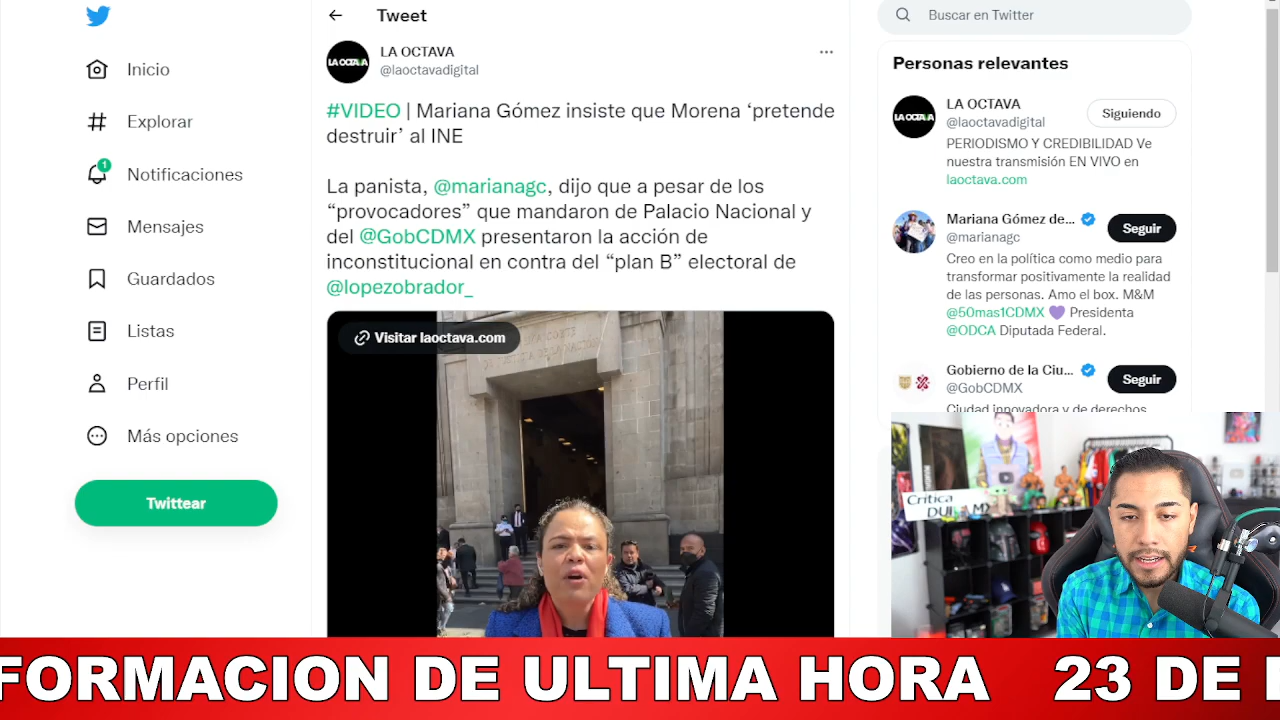 Inicio
Explorar
1
Notificaciones
Mensajes
Guardados
Listas
Perfil
Más opciones
Twittear
Tweet
LA OCTAVA
LA OCTAVA
@laoctavadigital
#VIDEO | Mariana Gómez insiste que Morena ‘pretende
destruir’ al INE
La panista, @marianagc, dijo que a pesar de los
“provocadores” que mandaron de Palacio Nacional y
del @GobCDMX presentaron la acción de
inconstitucional en contra del “plan B” electoral de
@lopezobrador_
Visitar laoctava.com
Buscar en Twitter
Personas relevantes
LA OCTAVA
LA OCTAVA
@laoctavadigital
Siguiendo
PERIODISMO Y CREDIBILIDAD Ve
nuestra transmisión EN VIVO en
laoctava.com
Mariana Gómez de...
@marianagc
Seguir
Creo en la política como medio para
transformar positivamente la realidad
de las personas. Amo el box. M&M
@50mas1CDMX 💜 Presidenta
@ODCA Diputada Federal.
Gobierno de la Ciu...
@GobCDMX
Seguir
Ciudad innovadora y de derechos
Crítica
FORMACION DE ULTIMA HORA 23 DE